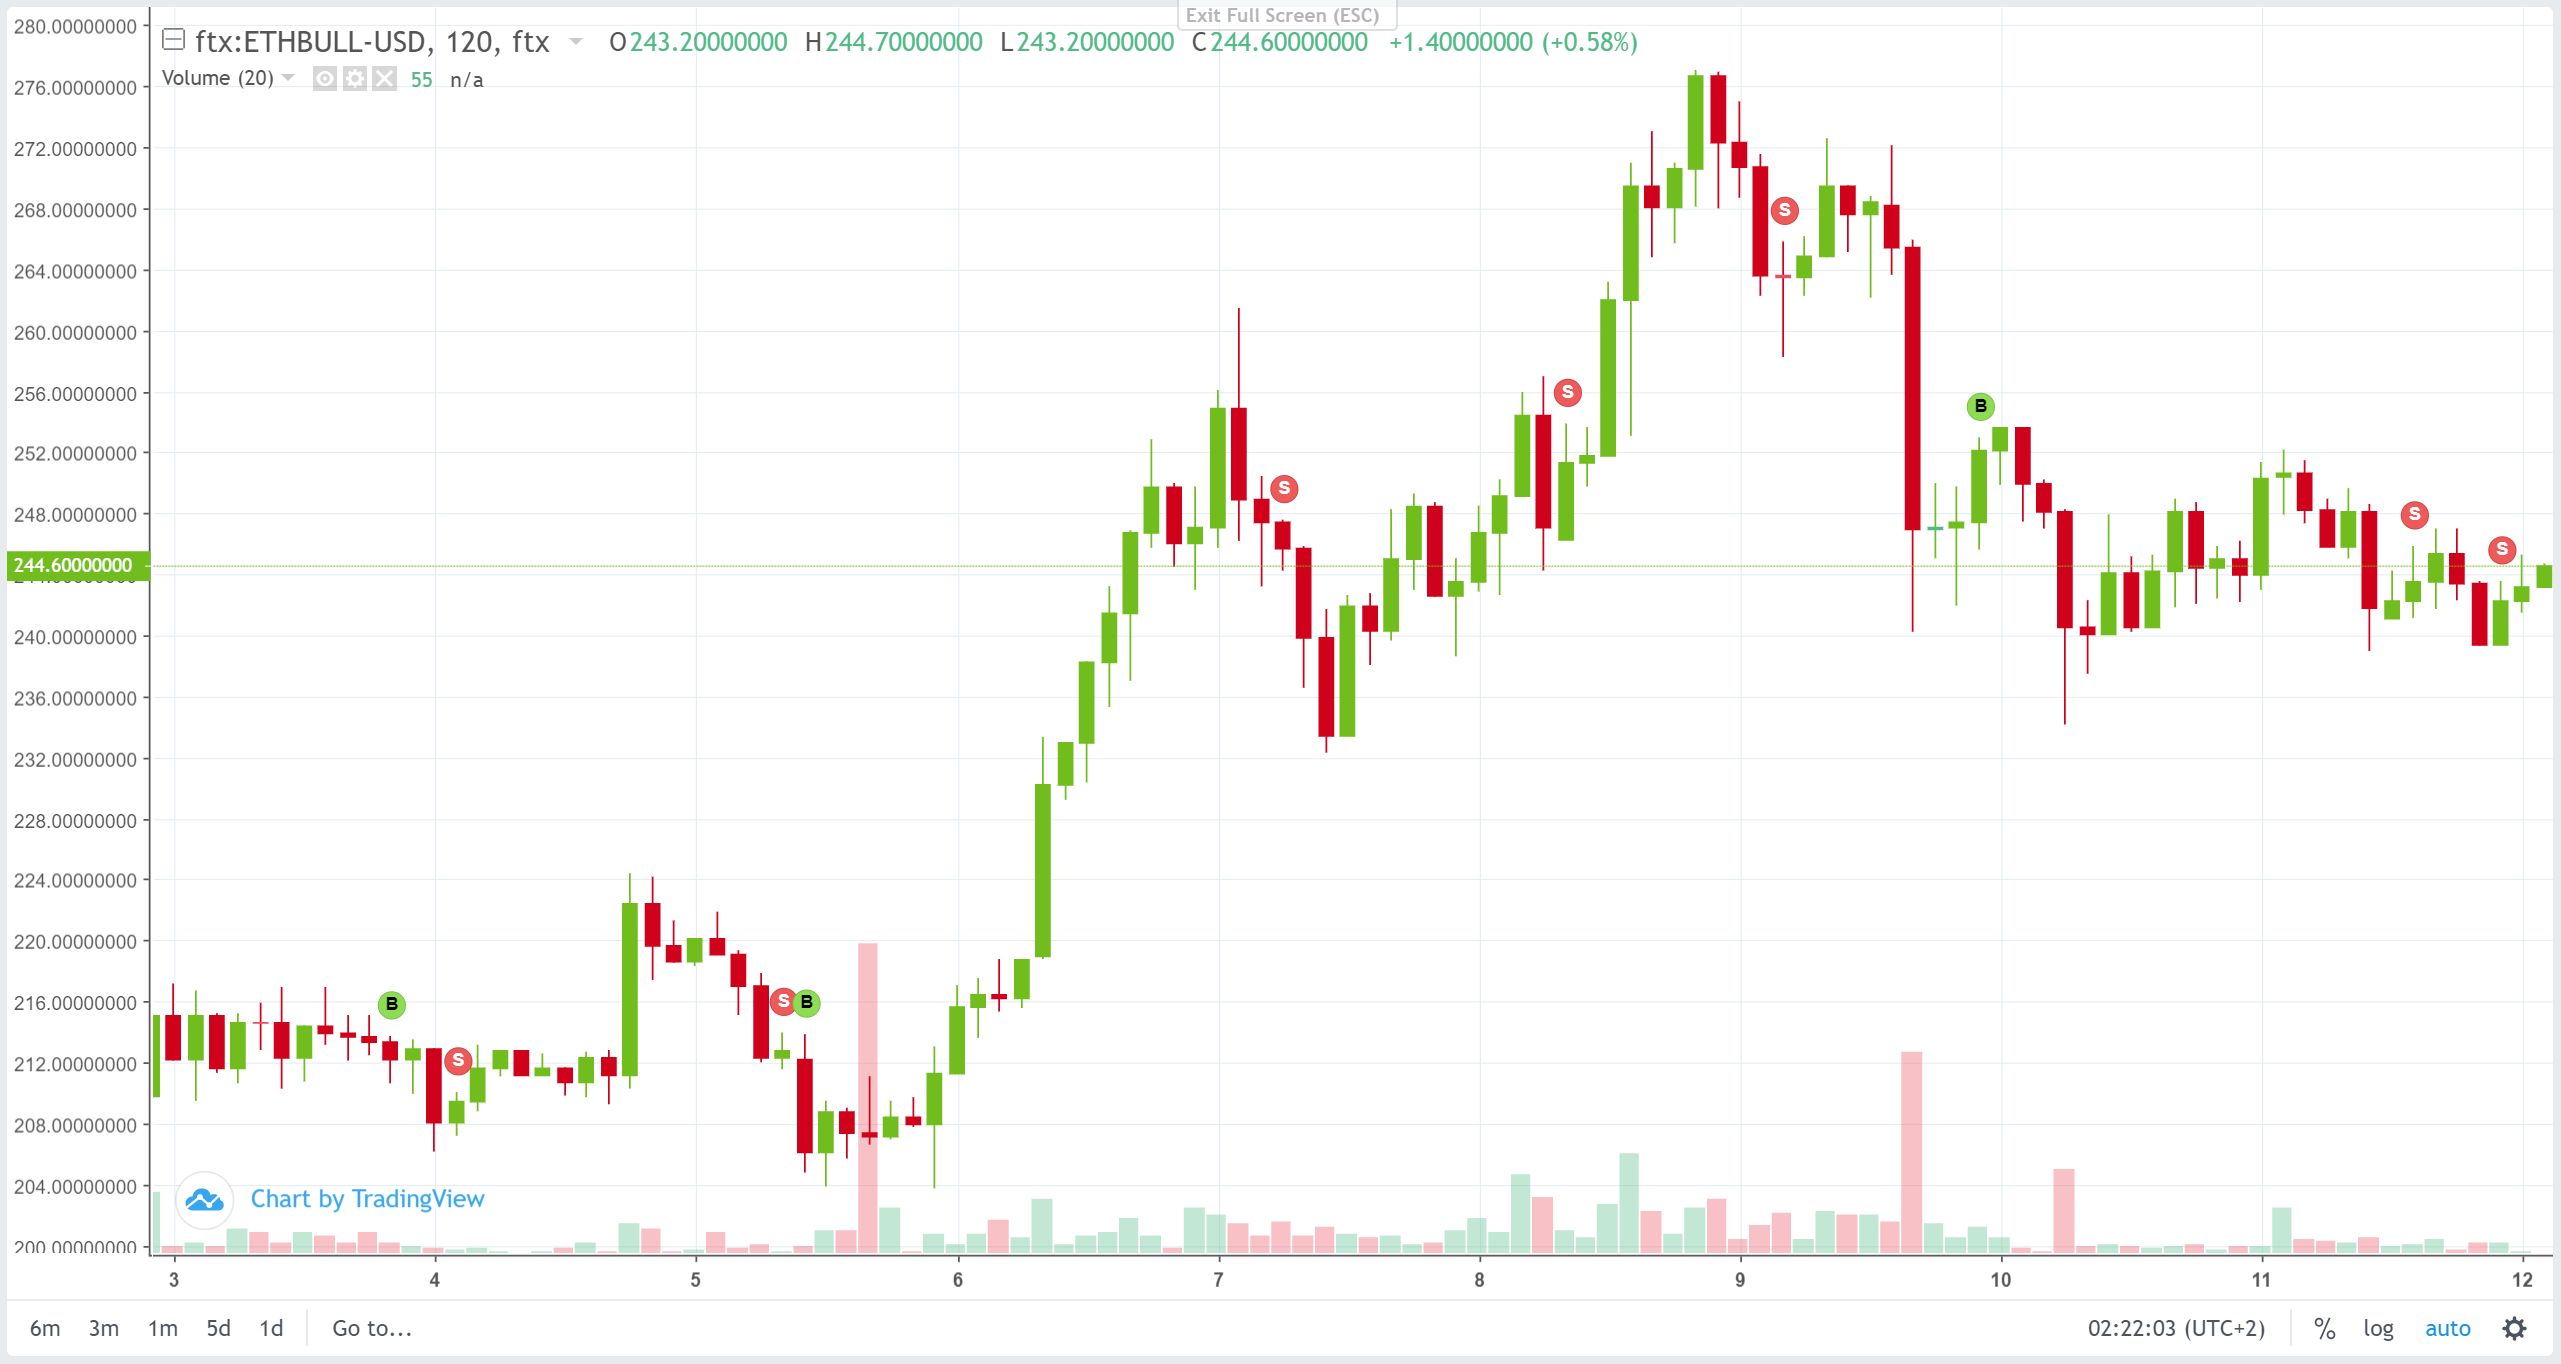 Exit Full Screen (ESC)
ftx:ETHBULL-USD, 120, ftx O243.20000000 H244.70000000 L243.20000000 C244.60000000 +1.40000000 (+0.58%)
Volume (20) 55 n/a
280.00000000
276.00000000
272.00000000
268.00000000
264.00000000
260.00000000
256.00000000
252.00000000
248.00000000
244.60000000
240.00000000
236.00000000
232.00000000
228.00000000
224.00000000
220.00000000
216.00000000
212.00000000
208.00000000
204.00000000
200.00000000
S
S
B
S
S
S
B
S B
S
Chart by TradingView
3 4 5 6 7 8 9 10 11 12
6m 3m 1m 5d 1d Go to... 02:22:03 (UTC+2) % log auto